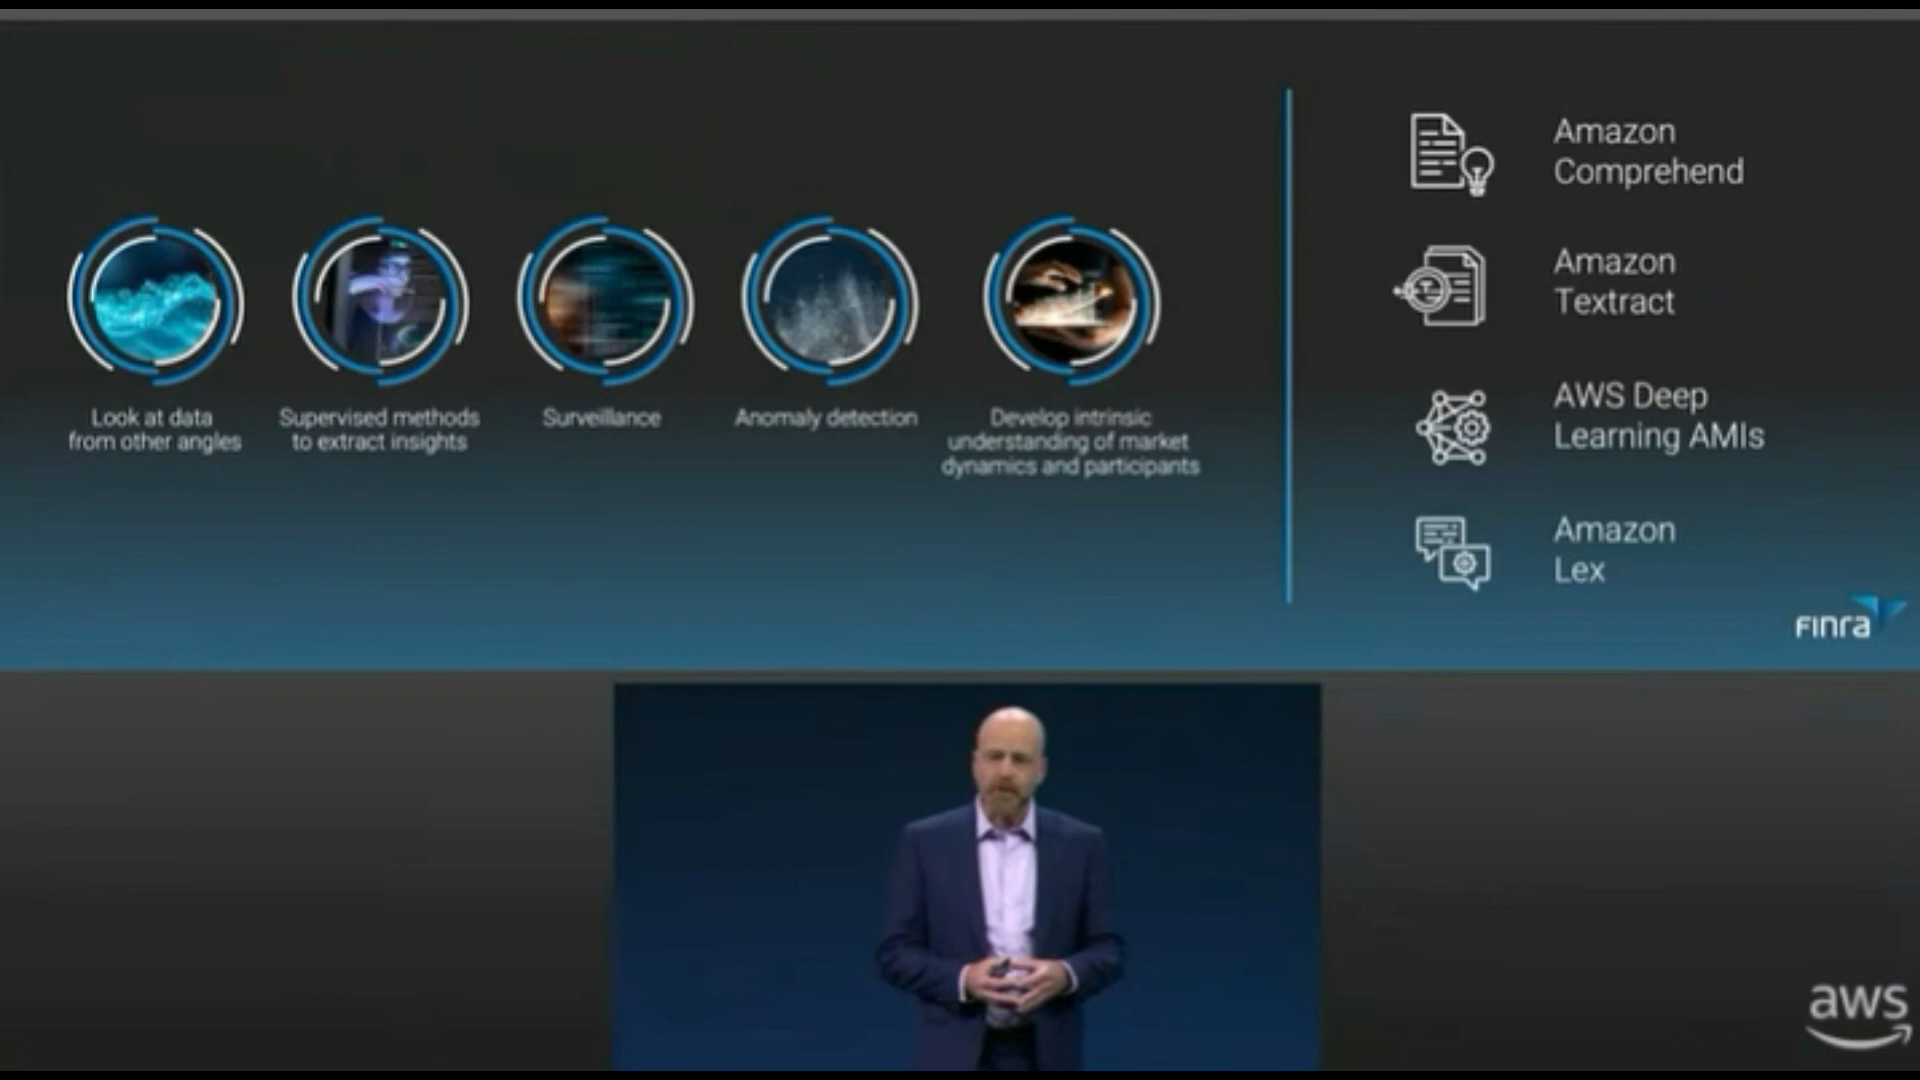 Look at data
from other angles
Supervised methods
to extract insights
Surveillance
Anomaly detection
Develop intrinsic
understanding of market
dynamics and participants
Amazon
Comprehend
Amazon
Textract
AWS Deep
Learning AMIs
Amazon
Lex
Finra
aws